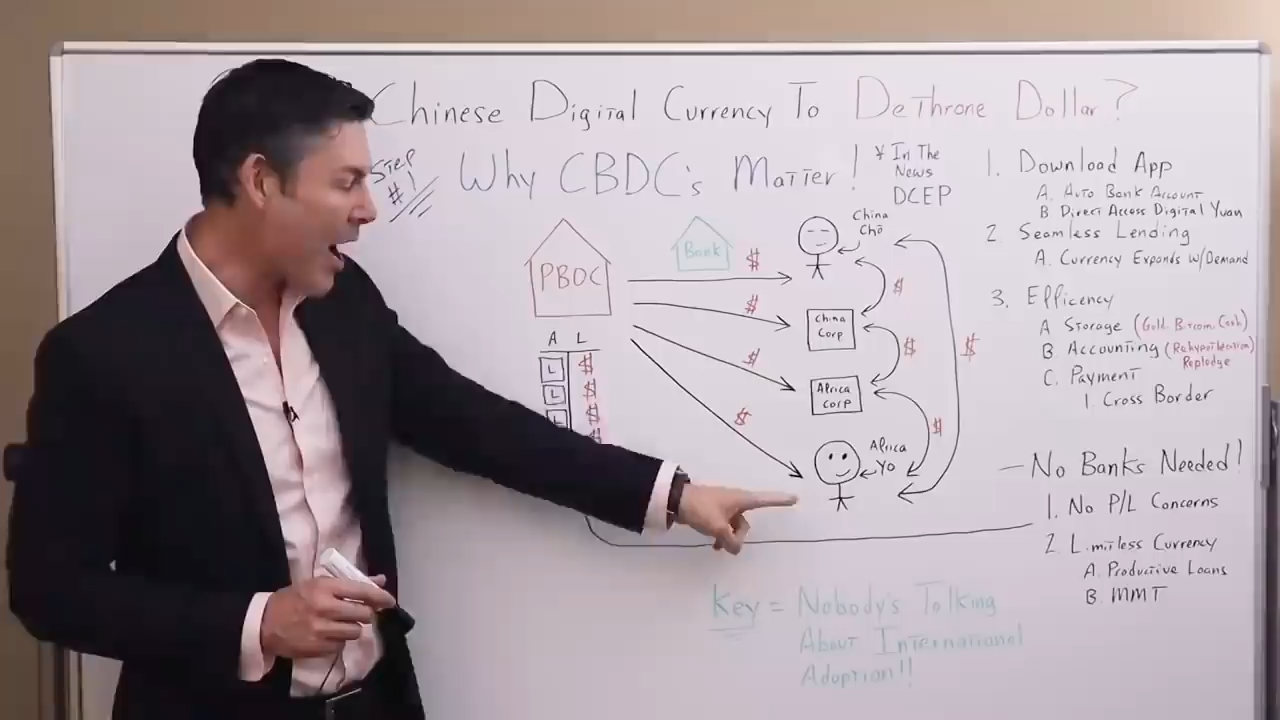 Chinese Digital Currency To DeThrone Dollar?
Step
#1
Why CBDC's Matter!
¥ In The
News
DCEP
PBOC
Bank
$
$
$
$
China
Cho
China
Corp
Africa
Corp
Africa
Yo
$
$
$
$
A L
L $
L $
L $
$
1. Download App
A. Auto Bank Account
B Direct Access Digital Yuan
2 Seamless Lending
A. Currency Expands W/Demand
3. Efficency
A Storage (Gold Bitcoin Cash)
B. Accounting (Rehypothecation)
Repledge
C. Payment
1. Cross Border
— No Banks Needed!
1. No P/L Concerns
2. Limitless Currency
A. Productive Loans
B. MMT
Key = Nobody's Talking
About International
Adoption!!